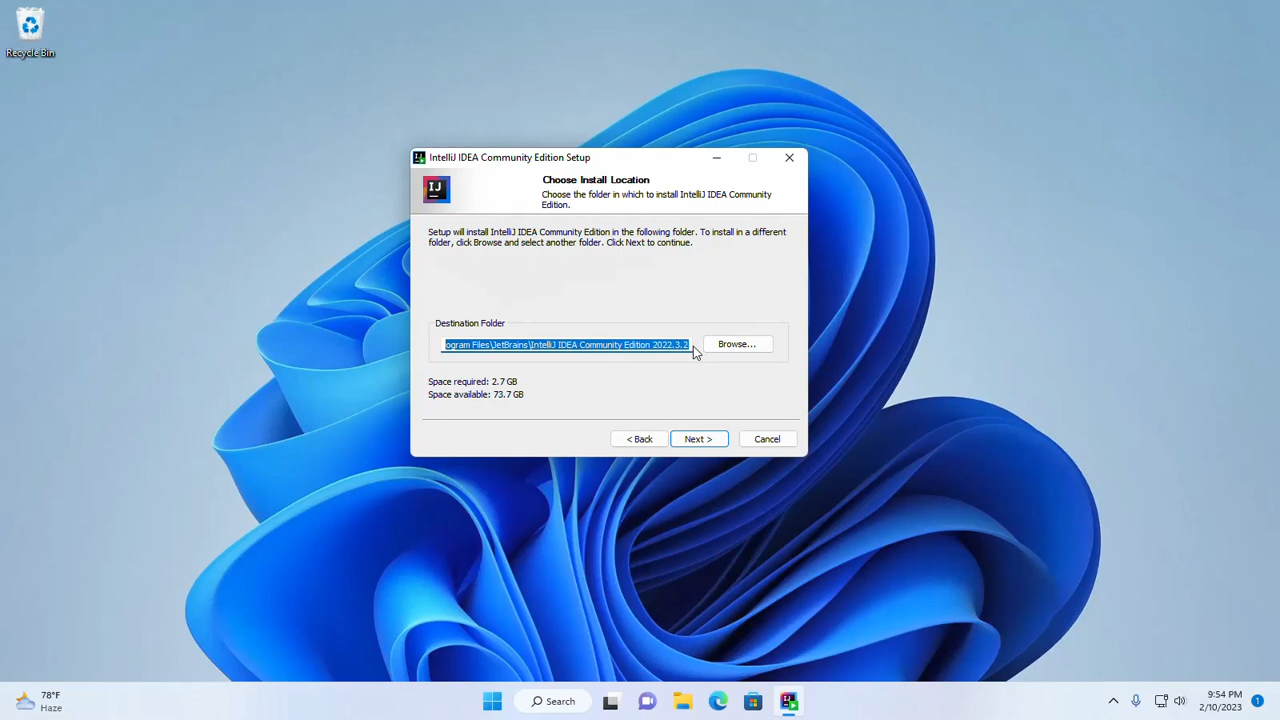 Recycle Bin
IntelliJ IDEA Community Edition Setup
IJ
Choose Install Location
Choose the folder in which to install IntelliJ IDEA Community
Edition.
Setup will install IntelliJ IDEA Community Edition in the following folder. To install in a different
folder, click Browse and select another folder. Click Next to continue.
Destination Folder
ogram Files\JetBrains\IntelliJ IDEA Community Edition 2022.3.2
Browse...
Space required: 2.7 GB
Space available: 73.7 GB
< Back
Next >
Cancel
78°F
Haze
Search
9:54 PM
2/10/2023
1